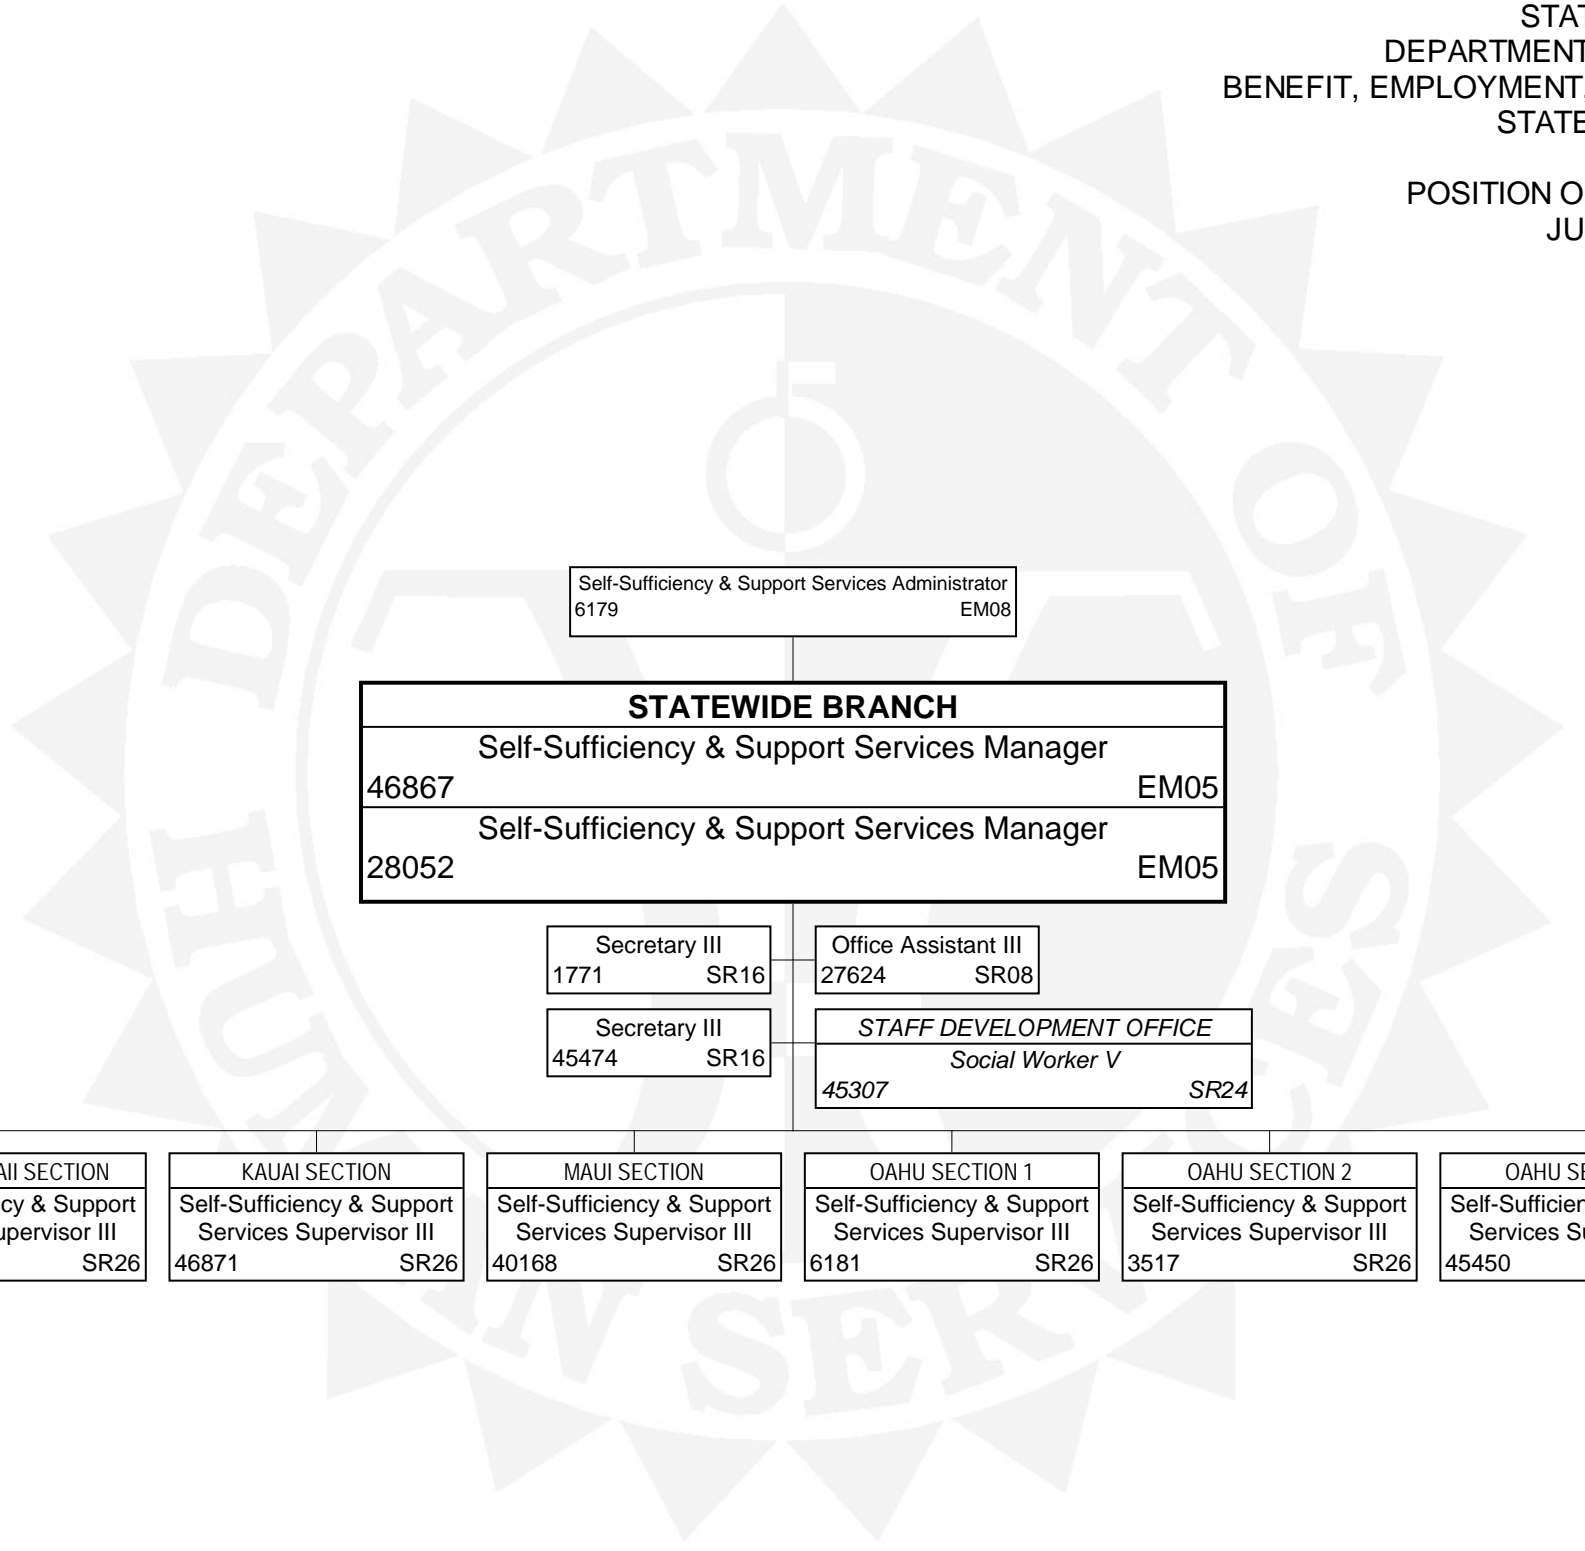 STAT
DEPARTMENT
BENEFIT, EMPLOYMENT,
STATE
POSITION O
JU
DEPARTMENT OF HUMAN SERVICES
Self-Sufficiency & Support Services Administrator
6179 EM08
STATEWIDE BRANCH
Self-Sufficiency & Support Services Manager
46867 EM05
Self-Sufficiency & Support Services Manager
28052 EM05
Secretary III
1771 SR16
Office Assistant III
27624 SR08
Secretary III
45474 SR16
STAFF DEVELOPMENT OFFICE
Social Worker V
45307 SR24
AII SECTION
cy & Support
upervisor III
SR26
KAUAI SECTION
Self-Sufficiency & Support
Services Supervisor III
46871 SR26
MAUI SECTION
Self-Sufficiency & Support
Services Supervisor III
40168 SR26
OAHU SECTION 1
Self-Sufficiency & Support
Services Supervisor III
6181 SR26
OAHU SECTION 2
Self-Sufficiency & Support
Services Supervisor III
3517 SR26
OAHU SE
Self-Sufficien
Services Su
45450